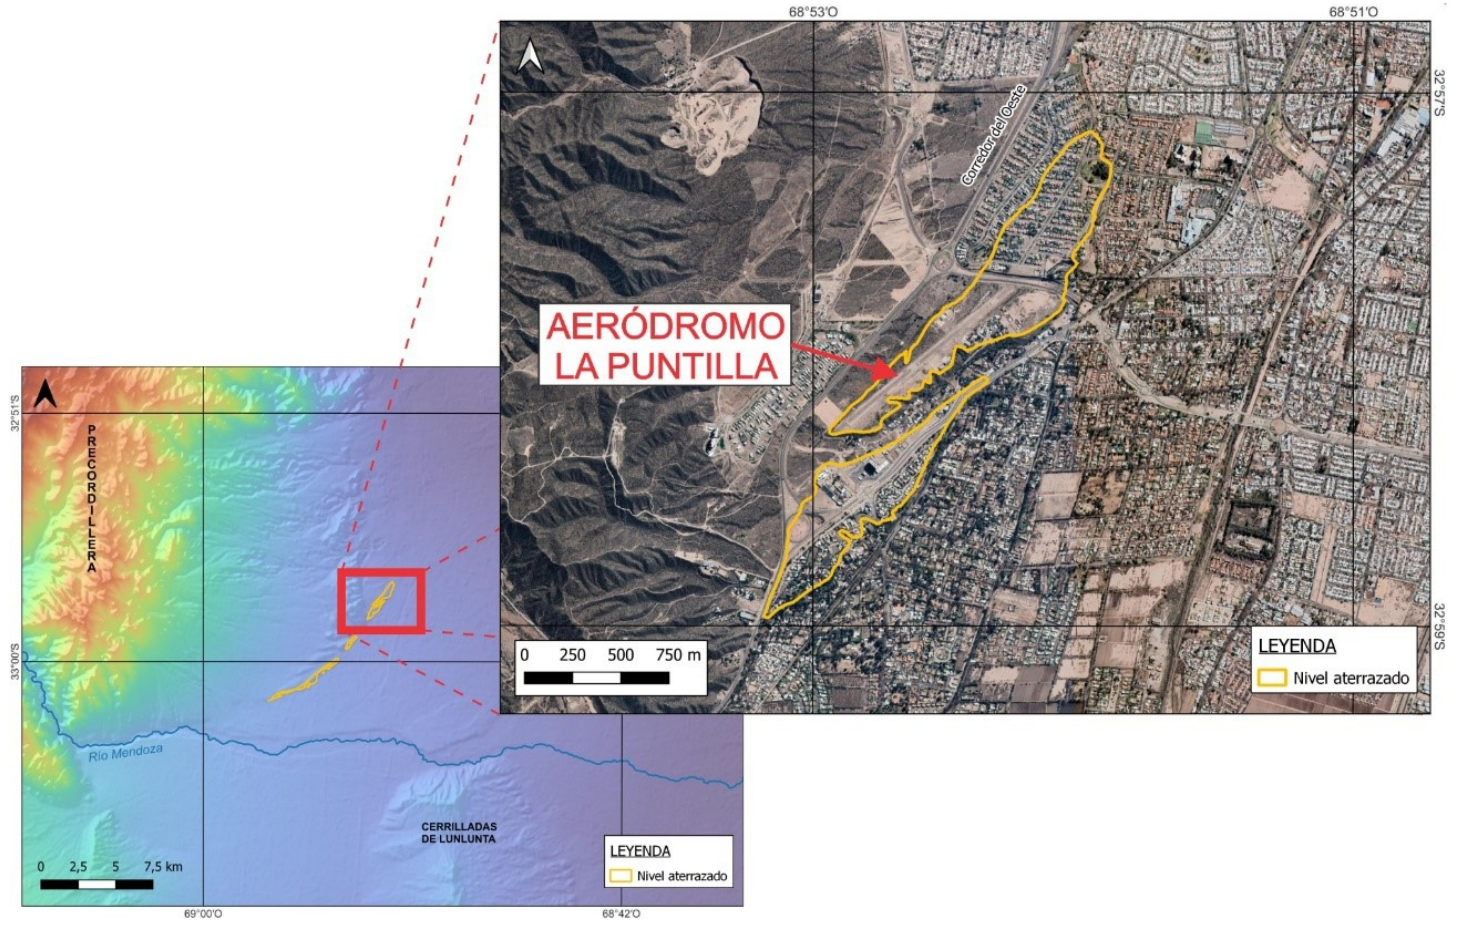 68°53'O
68°51'O
32°57'S
Corredor del Oeste
AERÓDROMO
LA PUNTILLA
32°59'S
0 250 500 750 m
LEYENDA
Nivel aterrazado
32°51'S
PRECORDILLERA
33°00'S
Río Mendoza
CERRILLADAS
DE LUNLUNTA
0 2,5 5 7,5 km
LEYENDA
Nivel aterrazado
69°00'O
68°42'O